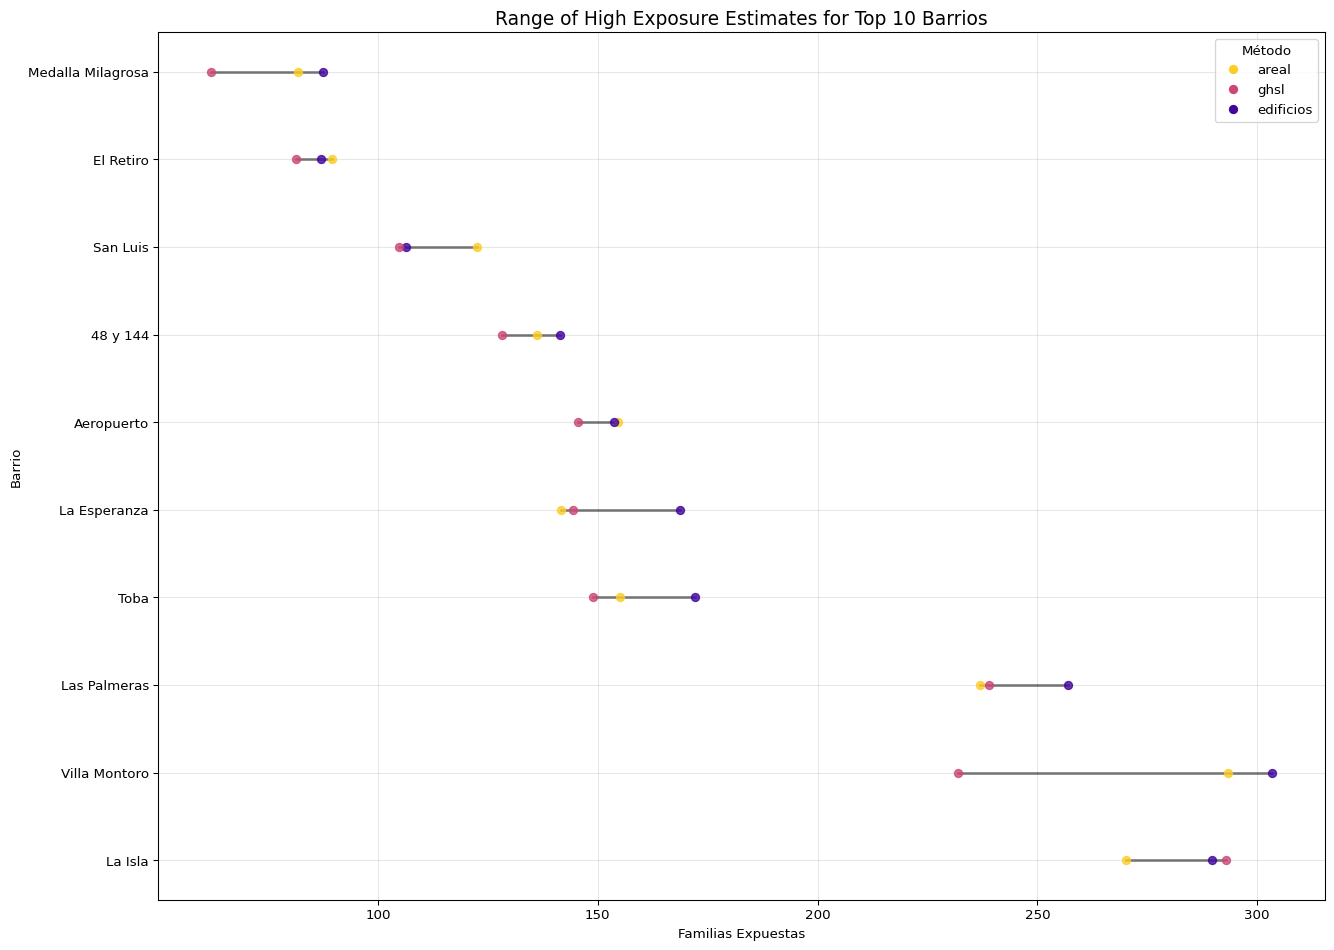 Range of High Exposure Estimates for Top 10 Barrios
Método
areal
ghsl
edificios
Barrio
Medalla Milagrosa
El Retiro
San Luis
48 y 144
Aeropuerto
La Esperanza
Toba
Las Palmeras
Villa Montoro
La Isla
100
150
200
250
300
Familias Expuestas